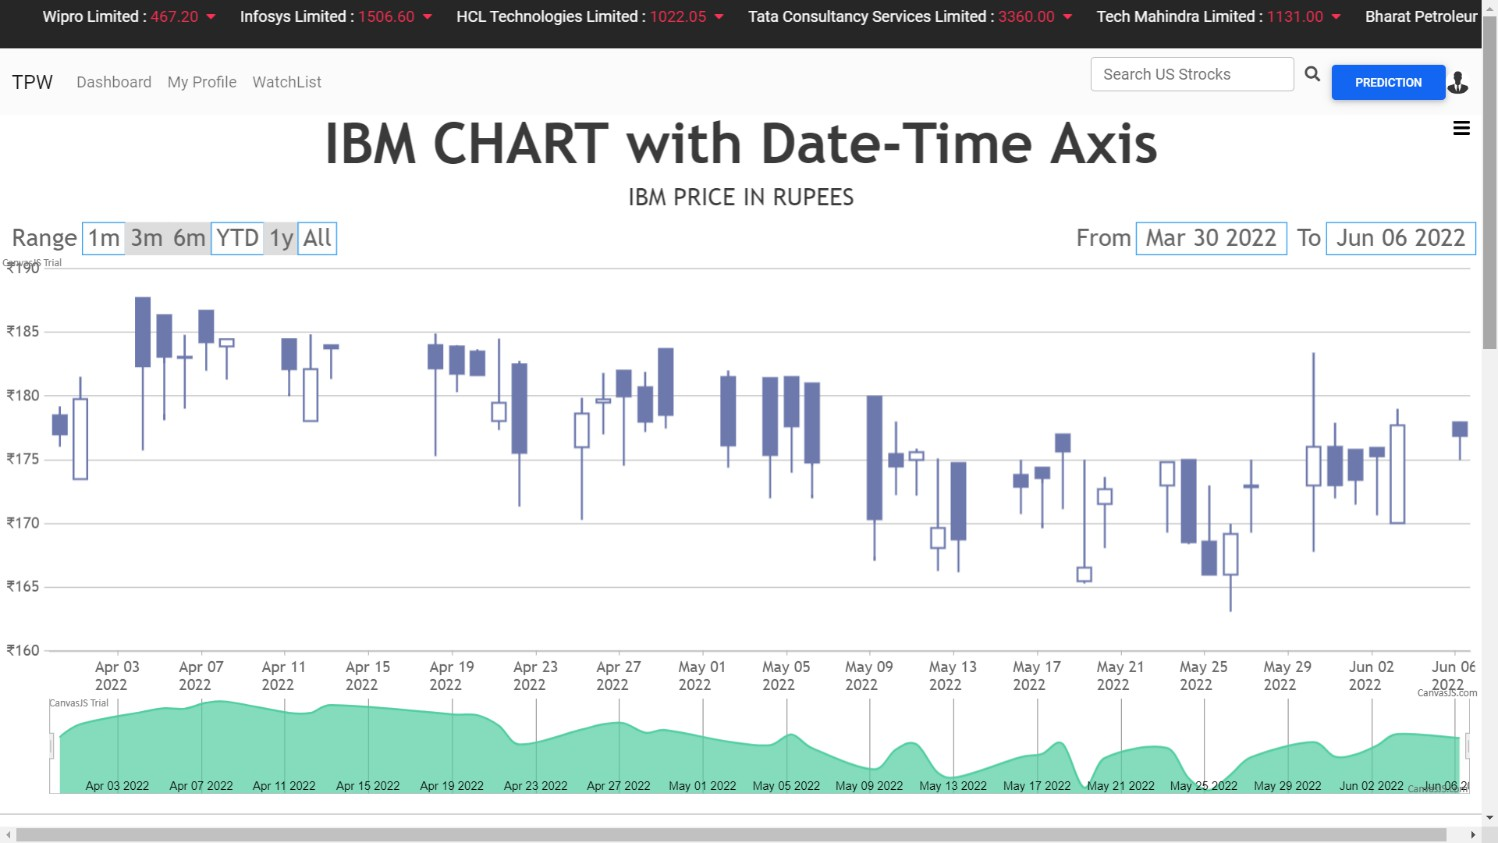 Wipro Limited : 467.20 Infosys Limited : 1506.60 HCL Technologies Limited : 1022.05 Tata Consultancy Services Limited : 3360.00 Tech Mahindra Limited : 1131.00 Bharat Petroleur
TPW Dashboard My Profile WatchList Search US Strocks PREDICTION
IBM CHART with Date-Time Axis
IBM PRICE IN RUPEES
Range 1m 3m 6m YTD 1y All From Mar 30 2022 To Jun 06 2022
CanvasJS Trial
₹190
₹185
₹180
₹175
₹170
₹165
₹160
Apr 03 Apr 07 Apr 11 Apr 15 Apr 19 Apr 23 Apr 27 May 01 May 05 May 09 May 13 May 17 May 21 May 25 May 29 Jun 02 Jun 06
2022 2022 2022 2022 2022 2022 2022 2022 2022 2022 2022 2022 2022 2022 2022 2022 2022
CanvasJS.com
CanvasJS Trial
Apr 03 2022 Apr 07 2022 Apr 11 2022 Apr 15 2022 Apr 19 2022 Apr 23 2022 Apr 27 2022 May 01 2022 May 05 2022 May 09 2022 May 13 2022 May 17 2022 May 21 2022 May 25 2022 May 29 2022 Jun 02 2022 Jun 06 2
CanvasJS.com